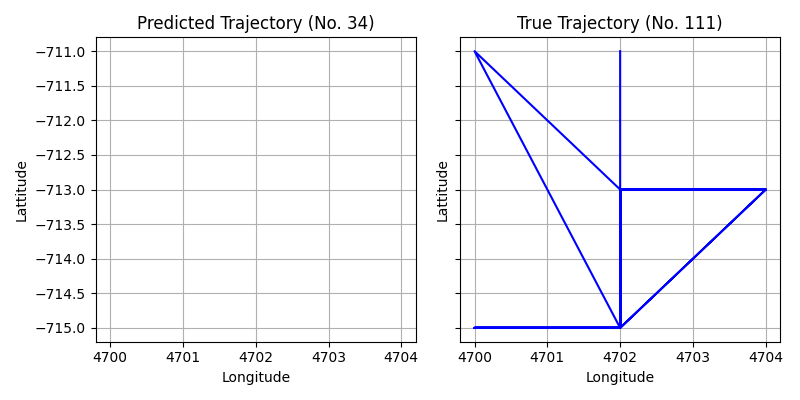 Predicted Trajectory (No. 34)
True Trajectory (No. 111)
−711.0
−711.5
−712.0
−712.5
−713.0
−713.5
−714.0
−714.5
−715.0
Lattitude
Lattitude
4700 4701 4702 4703 4704
4700 4701 4702 4703 4704
Longitude
Longitude